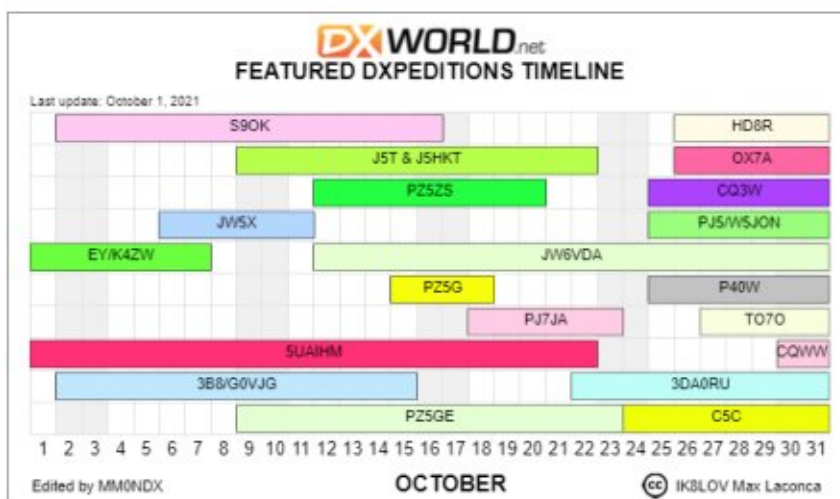 DX WORLD.net
FEATURED DXPEDITIONS TIMELINE
Last update: October 1, 2021
S9OK HD8R
J5T & J5HKT OX7A
PZ5ZS CQ3W
JW5X PJ5/W5JON
EY/K4ZW JW6VDA
PZ5G P40W
PJ7JA TO7O
5UAIHM CQWW
3B8/G0VJG 3DA0RU
PZ5GE C5C
1 2 3 4 5 6 7 8 9 10 11 12 13 14 15 16 17 18 19 20 21 22 23 24 25 26 27 28 29 30 31
Edited by MM0NDX OCTOBER cc IK8LOV Max Laconca